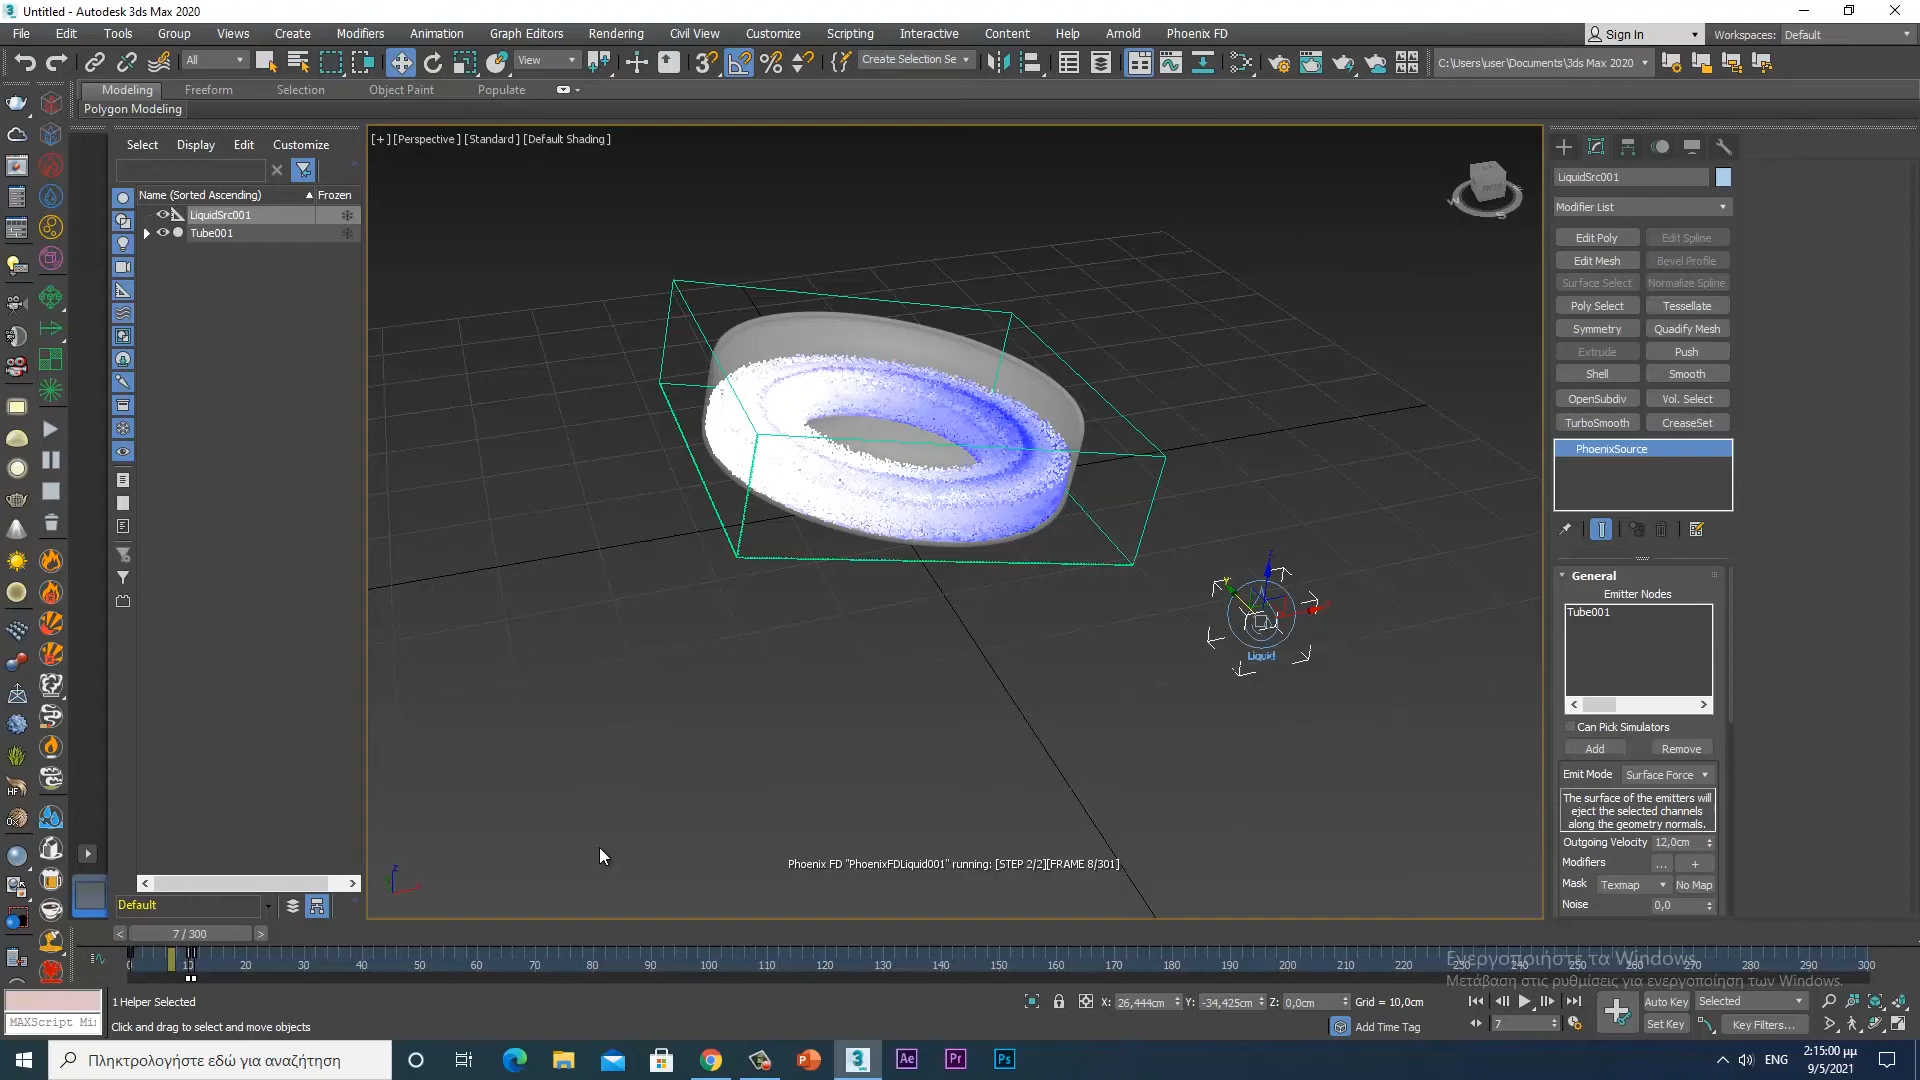 Untitled - Autodesk 3ds Max 2020
File Edit Tools Group Views Create Modifiers Animation Graph Editors Rendering Civil View Customize Scripting Interactive Content Help Arnold Phoenix FD
Sign In Workspaces: Default
All View Create Selection Se C:\Users\user\Documents\3ds Max 2020
Modeling Freeform Selection Object Paint Populate
Polygon Modeling
Select Display Edit Customize
[+] [Perspective] [Standard] [Default Shading]
Name (Sorted Ascending) Frozen
LiquidSrc001
Tube001
LiquidSrc001
Modifier List
Edit Poly Edit Spline
Edit Mesh Bevel Profile
Surface Select Normalize Spline
Poly Select Tessellate
Symmetry Quadify Mesh
Extrude Push
Shell Smooth
OpenSubdiv Vol. Select
TurboSmooth CreaseSet
PhoenixSource
General
Emitter Nodes
Tube001
Can Pick Simulators
Add Remove
Emit Mode Surface Force
The surface of the emitters will
eject the selected channels
along the geometry normals.
Outgoing Velocity 12,0cm
Modifiers ... +
Mask Texmap No Map
Noise 0,0
FRONT
W S
z y
Liquid
z
Phoenix FD "PhoenixFDLiquid001" running: [STEP 2/2][FRAME 8/301]
Default
< 7 / 300 >
0 10 20 30 40 50 60 70 80 90 100 110 120 130 140 150 160 170 180 190 200 210 220 230 240 250 260 270 280 290 300
Ενεργοποιήστε τα Windows
Μετάβαση στις ρυθμίσεις για ενεργοποίηση των Windows.
1 Helper Selected
X: 26,444cm Y: -34,425cm Z: 0,0cm Grid = 10,0cm
Auto Key Selected
MAXScript Mi
Click and drag to select and move objects
Add Time Tag
7
Set Key Key Filters...
Πληκτρολογήστε εδώ για αναζήτηση
3 Ae Pr Ps
ENG
2:15:00 μμ
9/5/2021